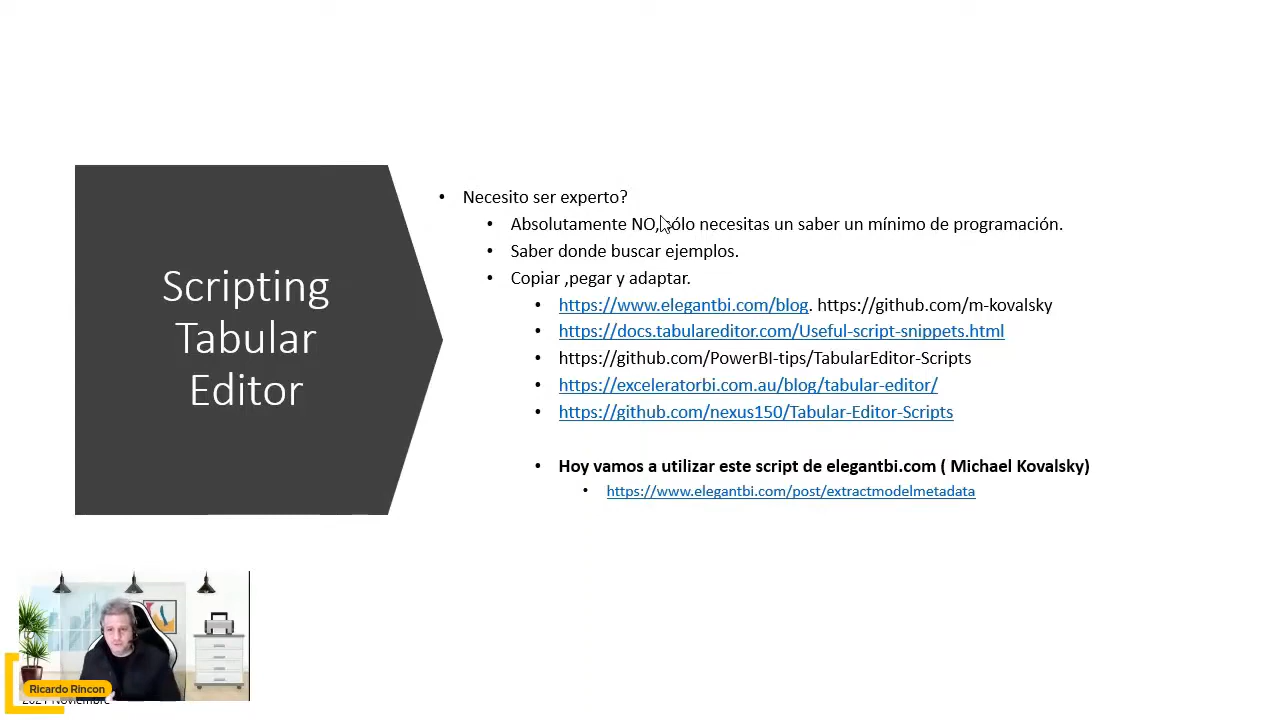 Scripting
Tabular
Editor
• Necesito ser experto?
• Absolutamente NO, sólo necesitas un saber un mínimo de programación.
• Saber donde buscar ejemplos.
• Copiar ,pegar y adaptar.
• https://www.elegantbi.com/blog. https://github.com/m-kovalsky
• https://docs.tabulareditor.com/Useful-script-snippets.html
• https://github.com/PowerBI-tips/TabularEditor-Scripts
• https://exceleratorbi.com.au/blog/tabular-editor/
• https://github.com/nexus150/Tabular-Editor-Scripts
• Hoy vamos a utilizar este script de elegantbi.com ( Michael Kovalsky)
• https://www.elegantbi.com/post/extractmodelmetadata
Ricardo Rincon
2021 Noviembre